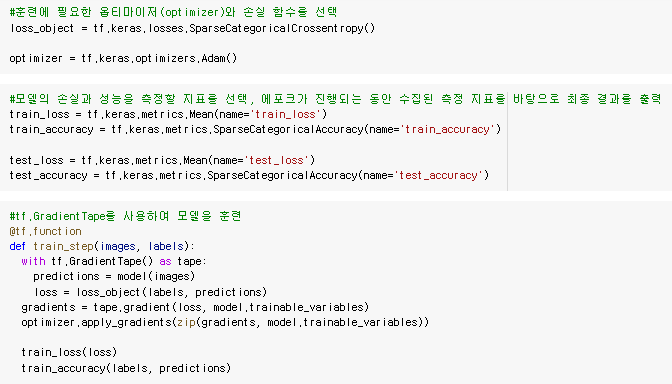 #훈련에 필요한 옵티마이저(optimizer)와 손실 함수를 선택
loss_object = tf.keras.losses.SparseCategoricalCrossentropy()
optimizer = tf.keras.optimizers.Adam()
#모델의 손실과 성능을 측정할 지표를 선택, 에포크가 진행되는 동안 수집된 측정 지표를 바탕으로 최종 결과를 출력
train_loss = tf.keras.metrics.Mean(name='train_loss')
train_accuracy = tf.keras.metrics.SparseCategoricalAccuracy(name='train_accuracy')
test_loss = tf.keras.metrics.Mean(name='test_loss')
test_accuracy = tf.keras.metrics.SparseCategoricalAccuracy(name='test_accuracy')
#tf.GradientTape를 사용하여 모델을 훈련
@tf.function
def train_step(images, labels):
  with tf.GradientTape() as tape:
    predictions = model(images)
    loss = loss_object(labels, predictions)
  gradients = tape.gradient(loss, model.trainable_variables)
  optimizer.apply_gradients(zip(gradients, model.trainable_variables))
  train_loss(loss)
  train_accuracy(labels, predictions)